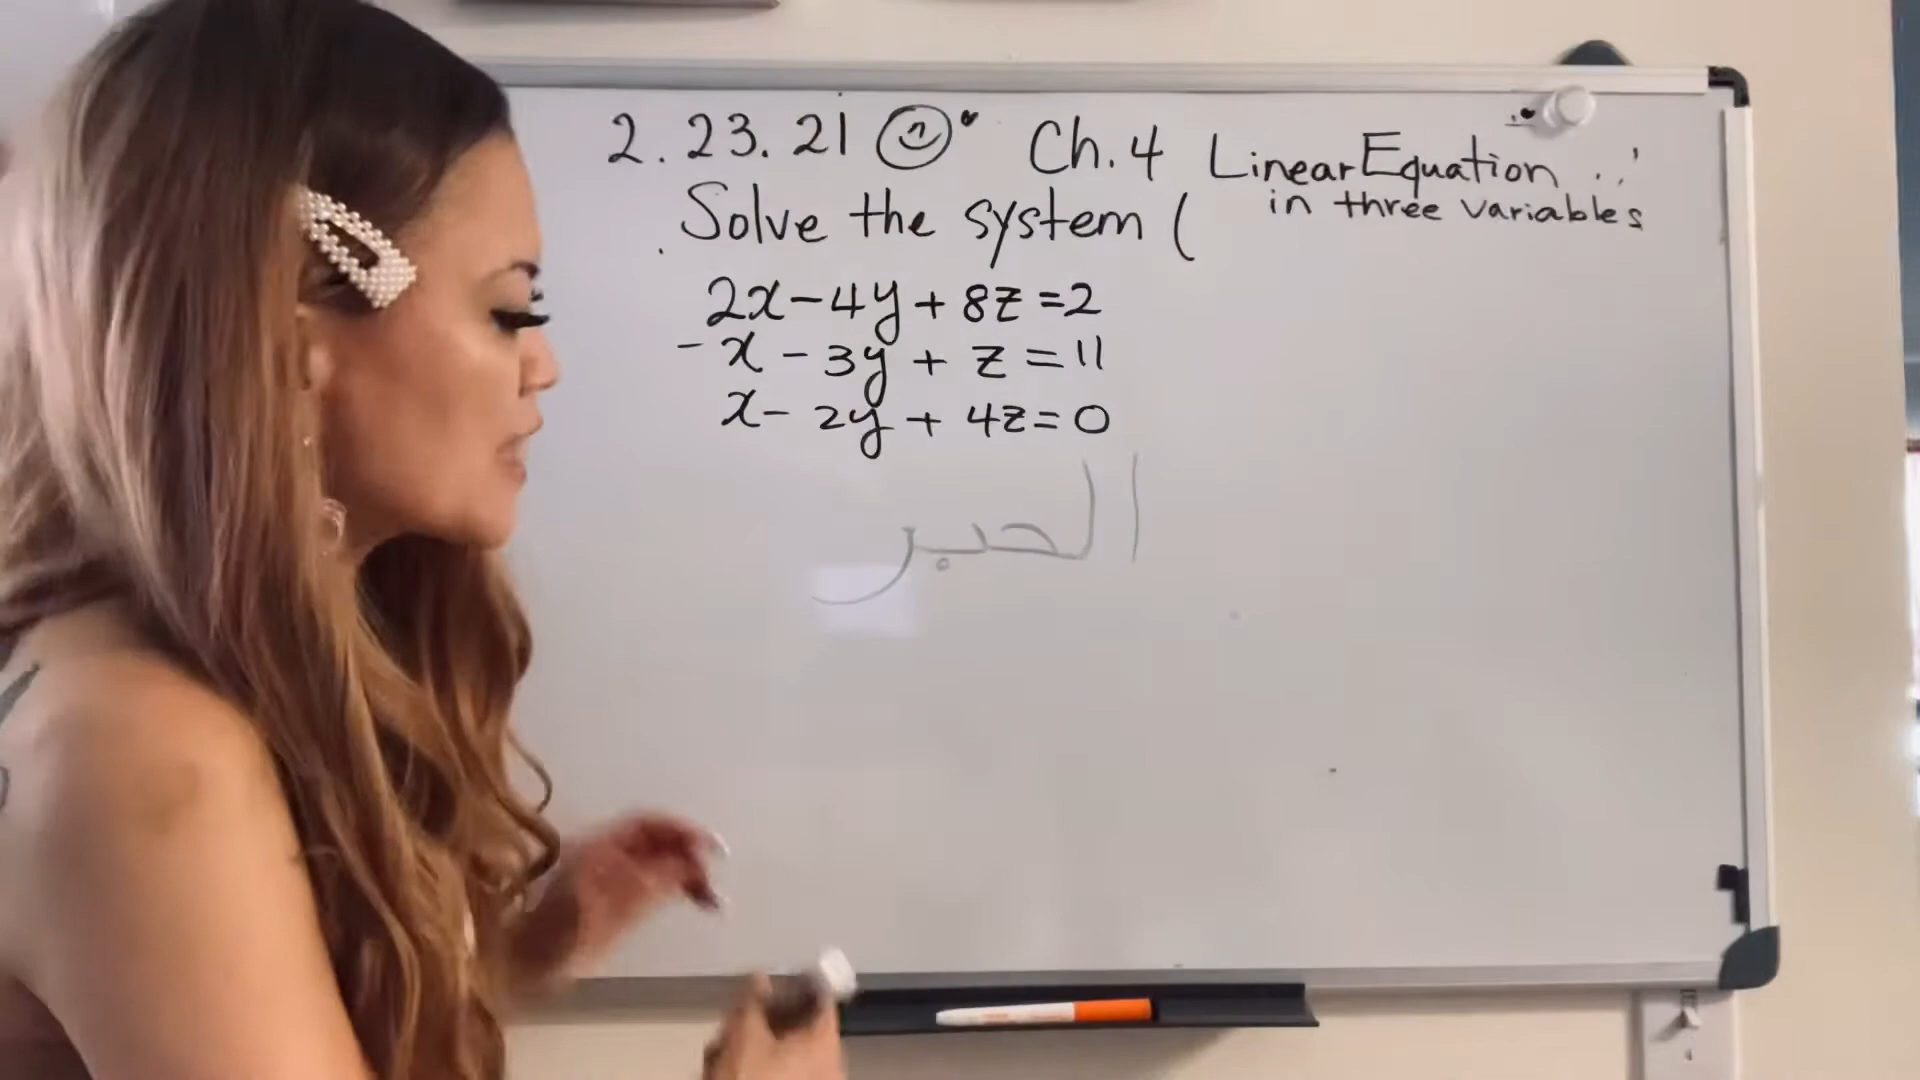 2.23.21 Ch.4 Linear Equation
in three variables
Solve the system (
2x-4y+8z=2
-x-3y+z=11
x-2y+4z=0
الحبر